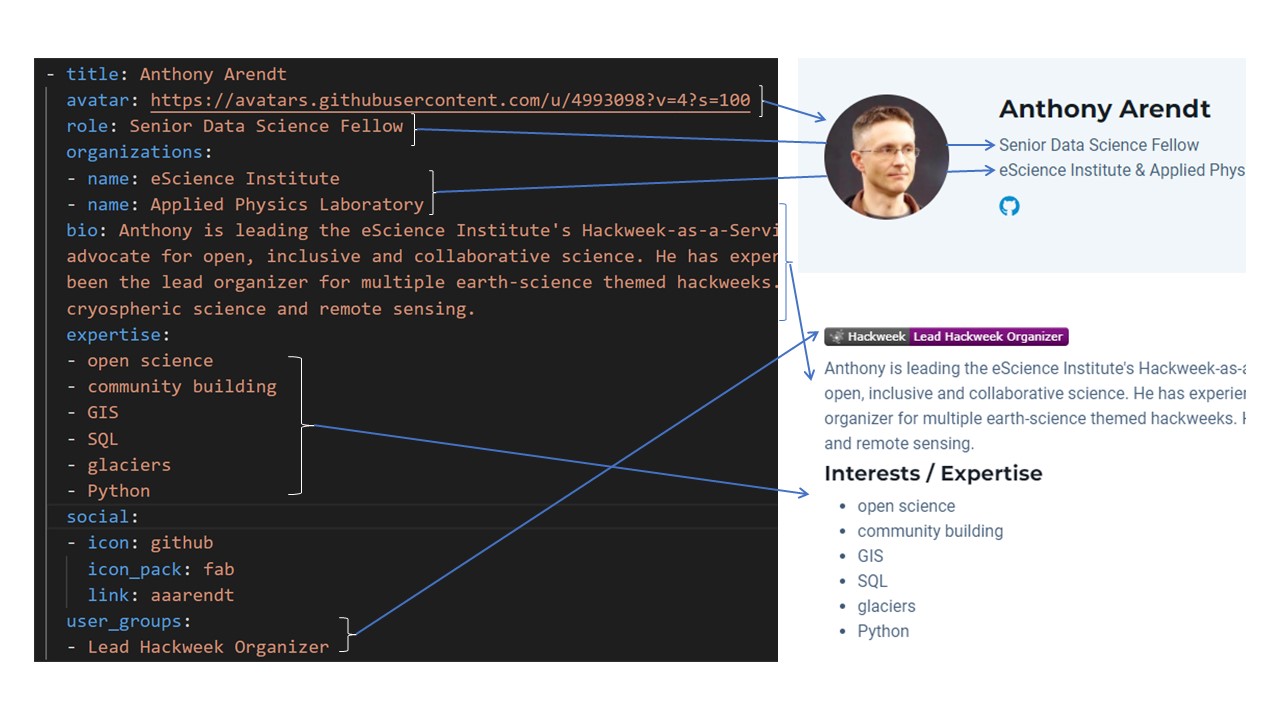 - title: Anthony Arendt
avatar: https://avatars.githubusercontent.com/u/4993098?v=4?s=100
role: Senior Data Science Fellow
organizations:
- name: eScience Institute
- name: Applied Physics Laboratory
bio: Anthony is leading the eScience Institute's Hackweek-as-a-Servi
advocate for open, inclusive and collaborative science. He has exper
been the lead organizer for multiple earth-science themed hackweeks.
cryospheric science and remote sensing.
expertise:
- open science
- community building
- GIS
- SQL
- glaciers
- Python
social:
- icon: github
icon_pack: fab
link: aaarendt
user_groups:
- Lead Hackweek Organizer
Anthony Arendt
Senior Data Science Fellow
eScience Institute & Applied Phys
Hackweek Lead Hackweek Organizer
Anthony is leading the eScience Institute's Hackweek-as-a
open, inclusive and collaborative science. He has experien
organizer for multiple earth-science themed hackweeks. H
and remote sensing.
Interests / Expertise
• open science
• community building
• GIS
• SQL
• glaciers
• Python